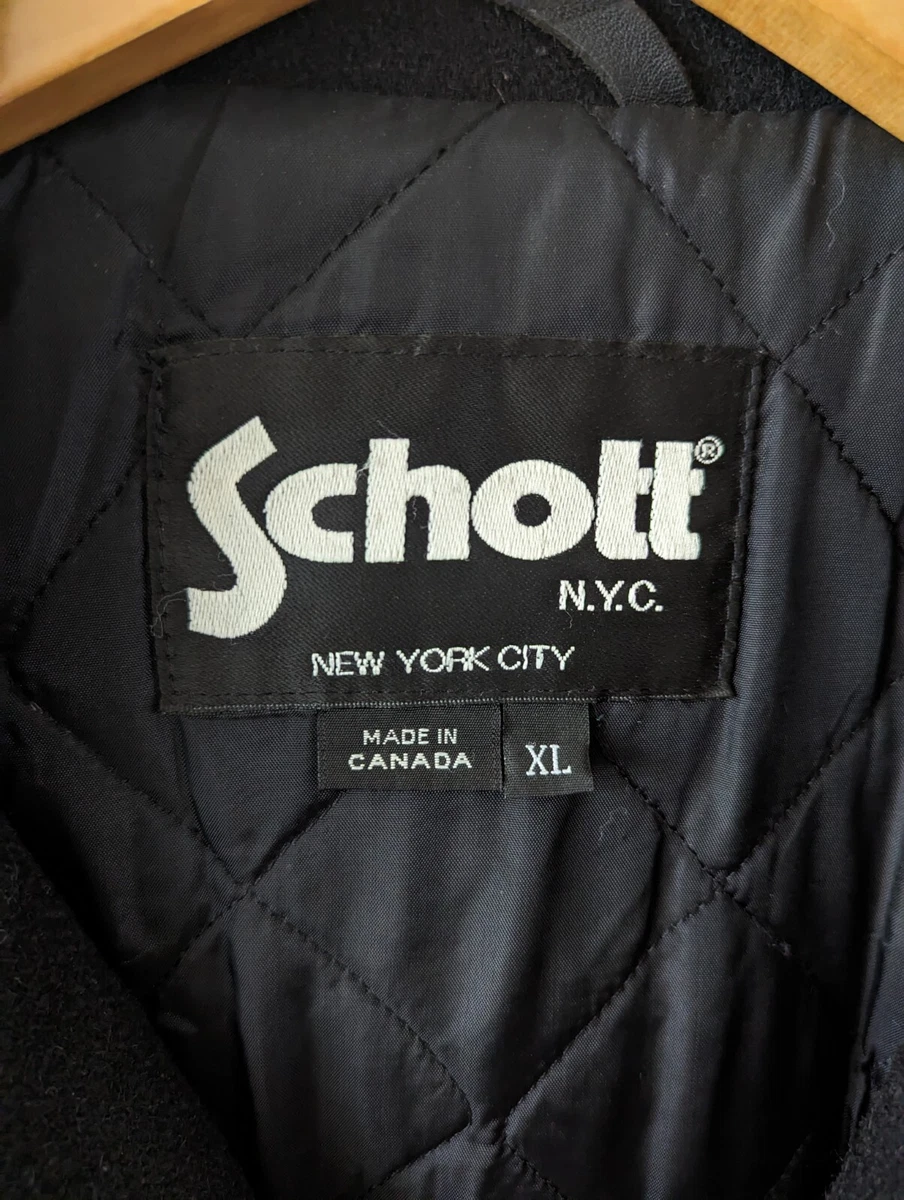 Schott®
N.Y.C.
NEW YORK CITY
MADE IN
CANADA
XL